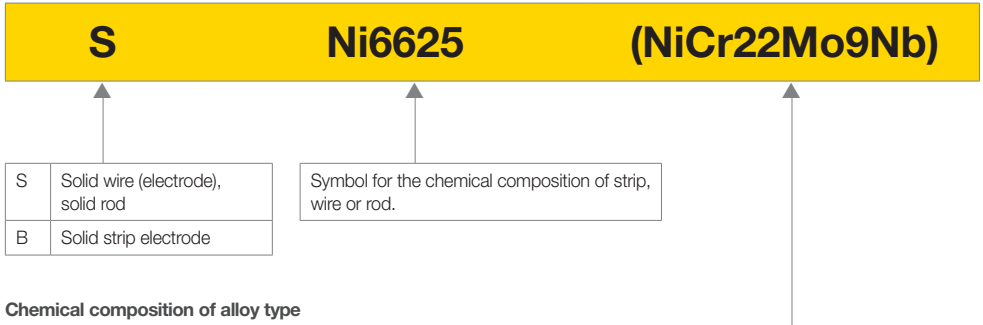 S Ni6625 (NiCr22Mo9Nb)
S Solid wire (electrode),
solid rod
B Solid strip electrode
Symbol for the chemical composition of strip,
wire or rod.
Chemical composition of alloy type